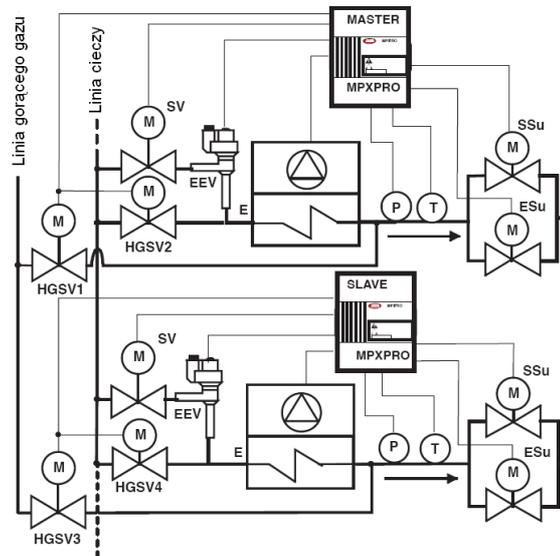 Linia gorącego gazu
Linia cieczy
MASTER
MPXPRO
SV
M
EEV
M
HGSV2
M
HGSV1
E
P
T
SSu
M
ESu
M
SLAVE
MPXPRO
SV
M
EEV
M
HGSV4
M
HGSV3
E
P
T
SSu
M
ESu
M